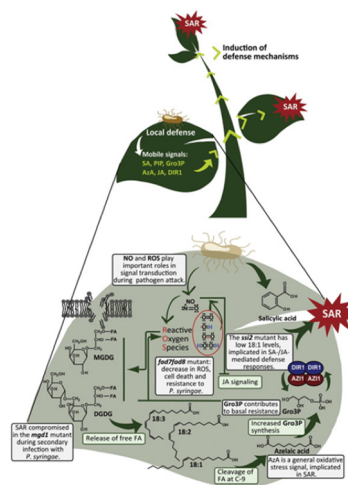 SAR
Induction of
defense mechanisms
SAR
Local defense
Mobile signals:
SA, PIP, Gro3P
AzA, JA, DIR1
NO and ROS play
important roles in
signal transduction
during pathogen attack.
NO
Salicylic acid
SAR
Reactive
Oxygen
Species
The ssi2 mutant has
low 18:1 levels,
implicated in SA-/JA-
mediated defense
responses.
fad7fad8 mutant:
decrease in ROS,
cell death and
resistance to
P. syringae.
JA signaling
DIR1 DIR1
AZI1 AZI1
MGDG
FA
FA
DGDG
FA
FA
Gro3P contributes
to basal resistance.
Gro3P
Increased Gro3P
synthesis
SAR compromised
in the mgd1 mutant
during secondary
infection with
P. syringae.
Release of free FA
18:3
18:2
18:1
Azelaic acid
Cleavage of
FA at C-9
AzA is a general oxidative
stress signal, implicated
in SAR.